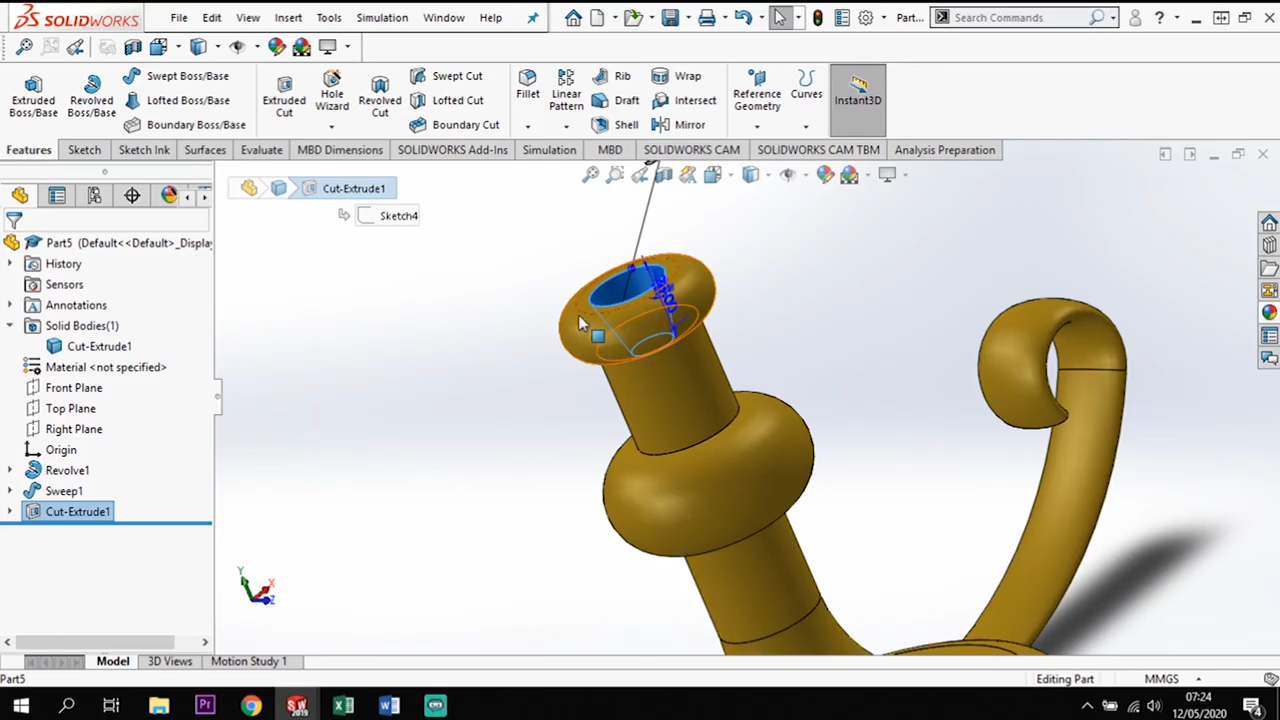 SOLIDWORKS File Edit View Insert Tools Simulation Window Help Part... Search Commands
Extruded Boss/Base
Revolved Boss/Base
Swept Boss/Base
Lofted Boss/Base
Boundary Boss/Base
Extruded Cut
Hole Wizard
Revolved Cut
Swept Cut
Lofted Cut
Boundary Cut
Fillet
Linear Pattern
Rib
Draft
Shell
Wrap
Intersect
Mirror
Reference Geometry
Curves
Instant3D
Features Sketch Sketch Ink Surfaces Evaluate MBD Dimensions SOLIDWORKS Add-Ins Simulation MBD SOLIDWORKS CAM SOLIDWORKS CAM TBM Analysis Preparation
Cut-Extrude1
Sketch4
Part5 (Default<<Default>_Displa
History
Sensors
Annotations
Solid Bodies(1)
Cut-Extrude1
Material <not specified>
Front Plane
Top Plane
Right Plane
Origin
Revolve1
Sweep1
Cut-Extrude1
Y X Z
Model 3D Views Motion Study 1
Part5 Editing Part MMGS
SW 2019 Pr
07:24
12/05/2020
4